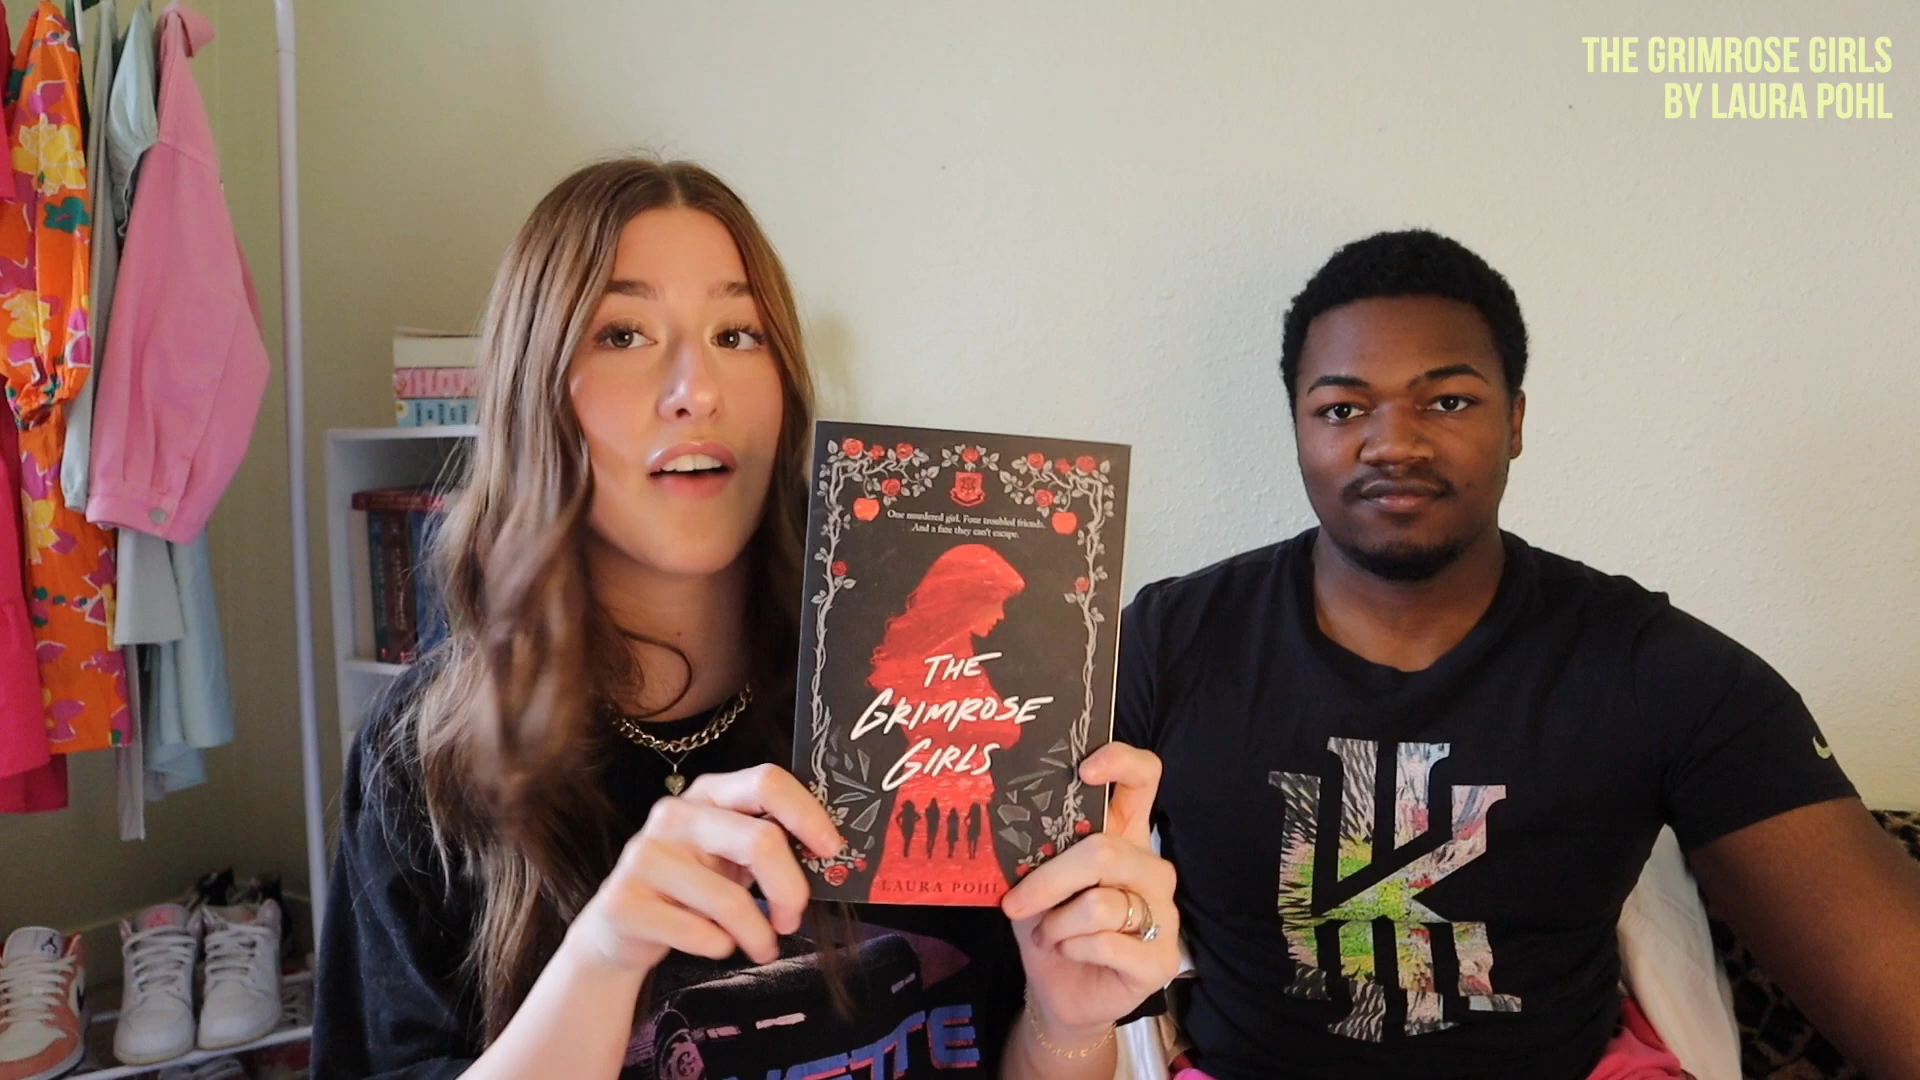 THE GRIMROSE GIRLS
BY LAURA POHL
One murdered girl. Four troubled friends.
And a fate they can't escape.
THE
GRIMROSE
GIRLS
LAURA POHL